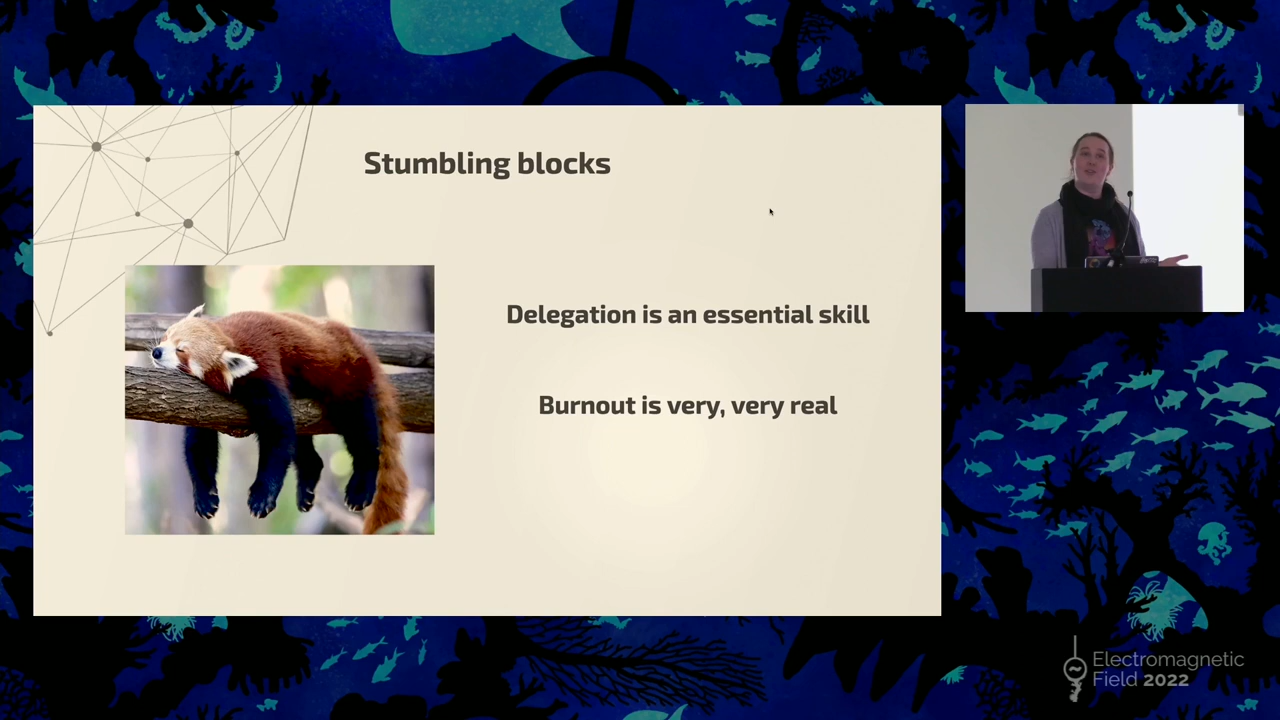 Stumbling blocks
Delegation is an essential skill
Burnout is very, very real
Electromagnetic
Field 2022